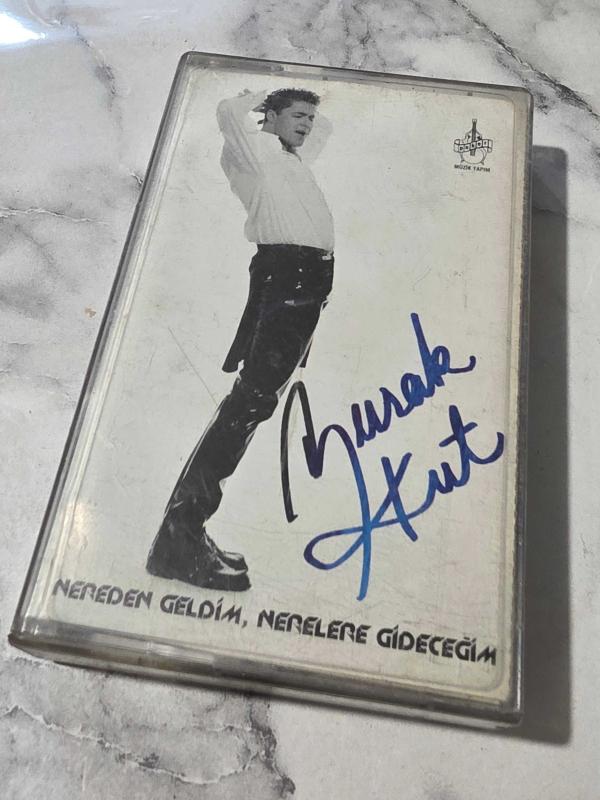 MÜZİK YAPIM
Burak
Kut
NEREDEN GELDİM, NERELERE GİDECEĞİM